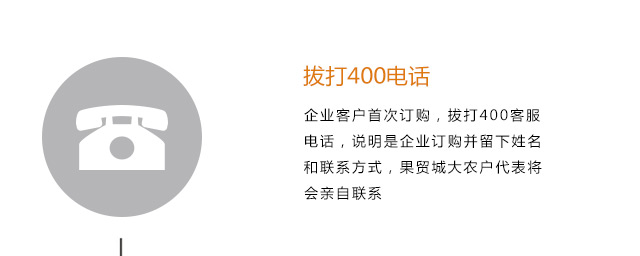 拔打400电话
企业客户首次订购，拔打400客服
电话，说明是企业订购并留下姓名
和联系方式，果贸城大农户代表将
会亲自联系